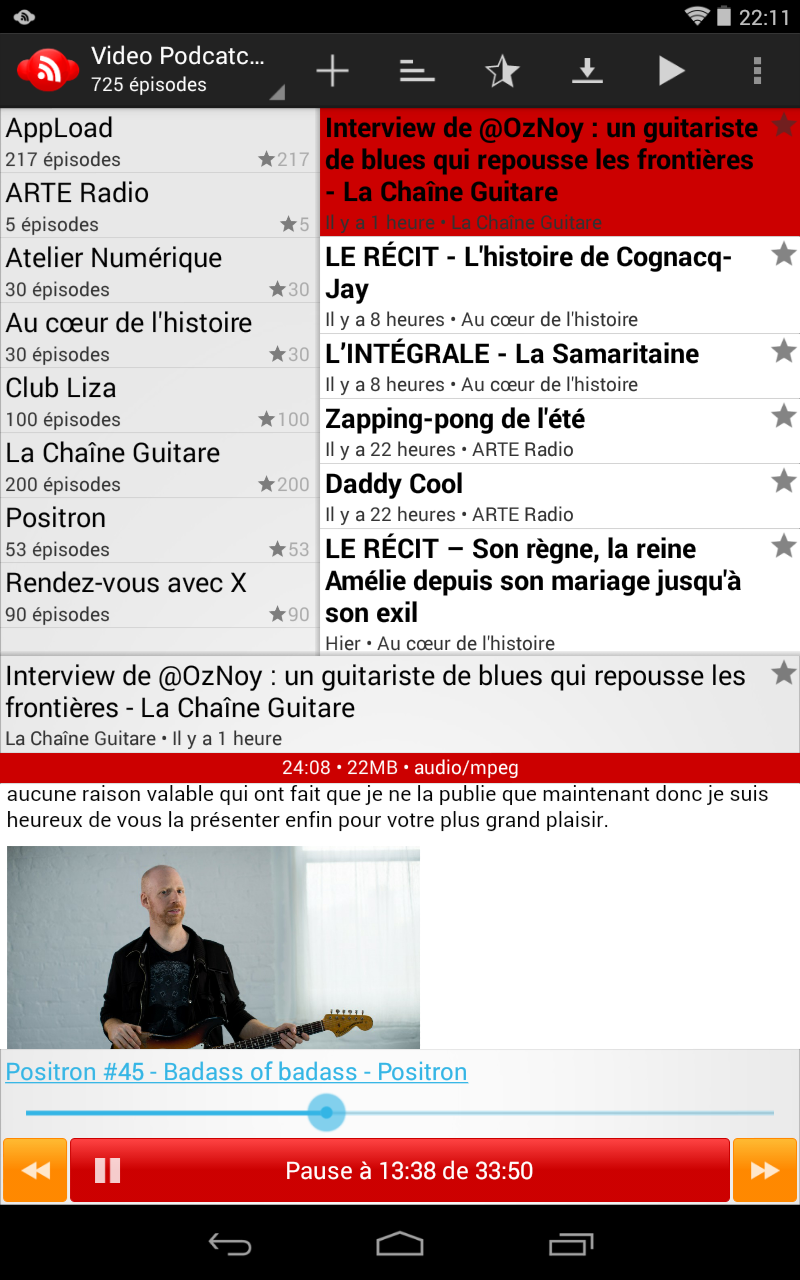 22:11
Video Podcatc...
725 épisodes
AppLoad
217 épisodes
217
ARTE Radio
5 épisodes
5
Atelier Numérique
30 épisodes
30
Au cœur de l'histoire
30 épisodes
30
Club Liza
100 épisodes
100
La Chaîne Guitare
200 épisodes
200
Positron
53 épisodes
53
Rendez-vous avec X
90 épisodes
90
Interview de @OzNoy : un guitariste
de blues qui repousse les frontières
- La Chaîne Guitare
Il y a 1 heure • La Chaîne Guitare
LE RÉCIT - L'histoire de Cognacq-
Jay
Il y a 8 heures • Au cœur de l'histoire
L’INTÉGRALE - La Samaritaine
Il y a 8 heures • Au cœur de l'histoire
Zapping-pong de l'été
Il y a 22 heures • ARTE Radio
Daddy Cool
Il y a 22 heures • ARTE Radio
LE RÉCIT – Son règne, la reine
Amélie depuis son mariage jusqu'à
son exil
Hier • Au cœur de l'histoire
Interview de @OzNoy : un guitariste de blues qui repousse les
frontières - La Chaîne Guitare
La Chaîne Guitare • Il y a 1 heure
24:08 • 22MB • audio/mpeg
aucune raison valable qui ont fait que je ne la publie que maintenant donc je suis
heureux de vous la présenter enfin pour votre plus grand plaisir.
Positron #45 - Badass of badass - Positron
Pause à 13:38 de 33:50